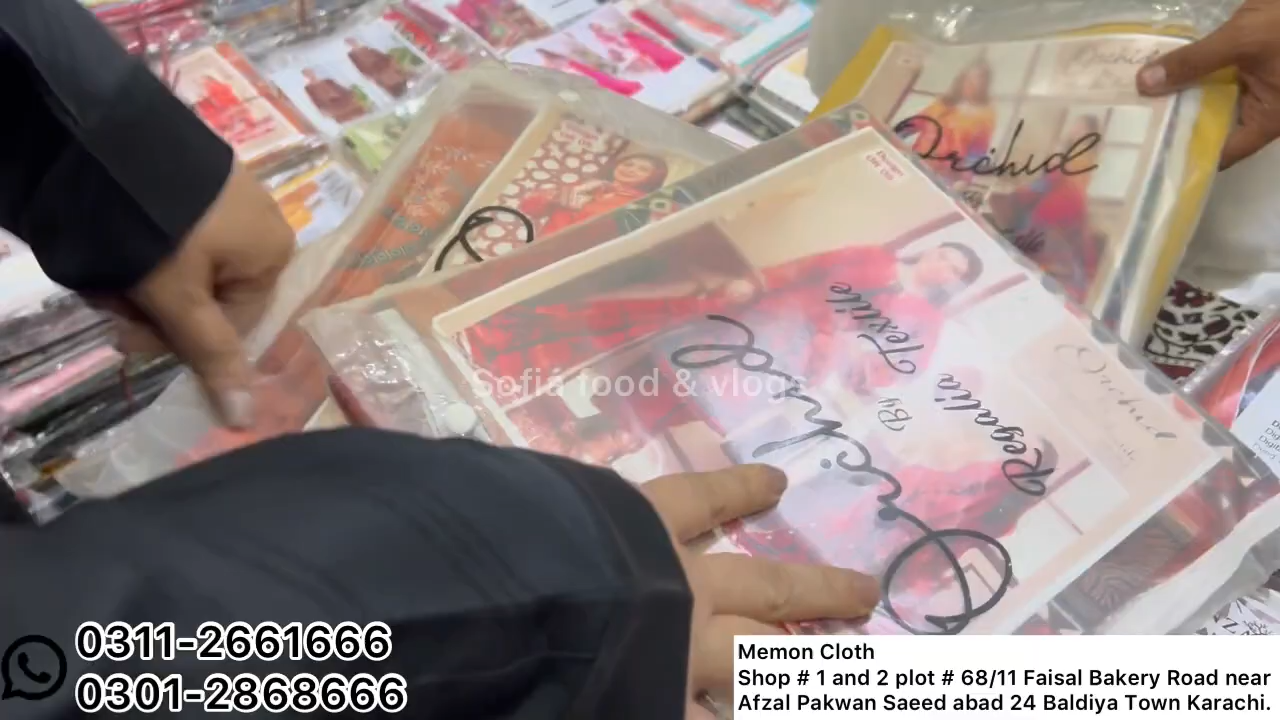 Orchid
Orchid
By
Regalia Textile
Sofia food & vlogs
0311-2661666
0301-2868666
Memon Cloth
Shop # 1 and 2 plot # 68/11 Faisal Bakery Road near
Afzal Pakwan Saeed abad 24 Baldiya Town Karachi.